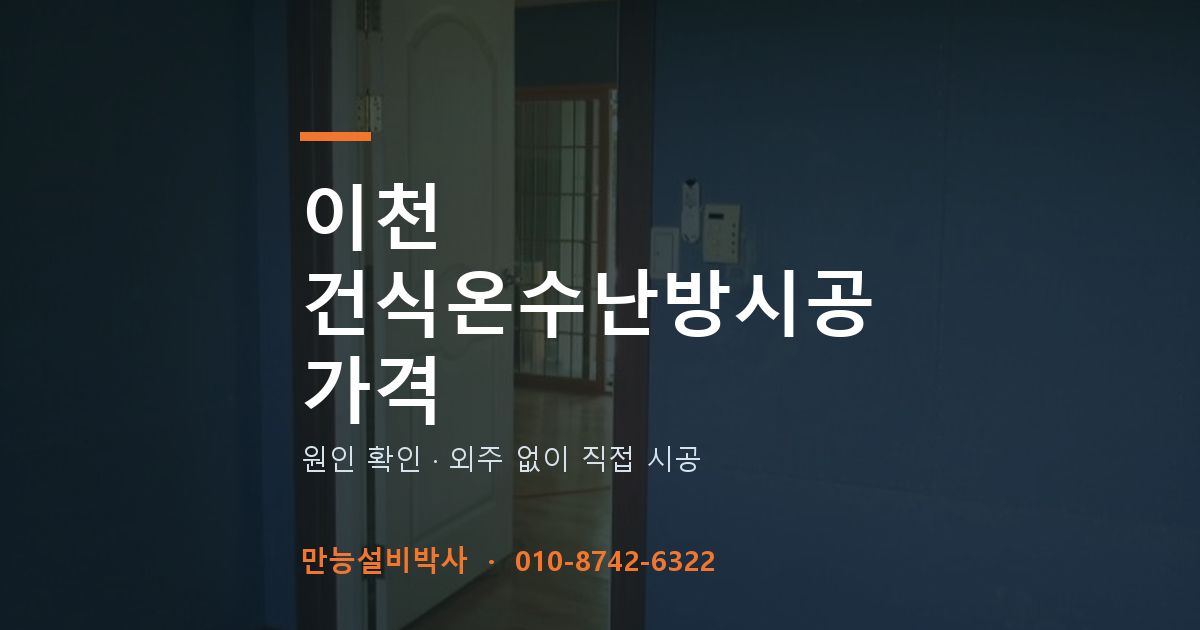 이천
건식온수난방시공
가격
원인 확인 · 외주 없이 직접 시공
만능설비박사 · 010-8742-6322